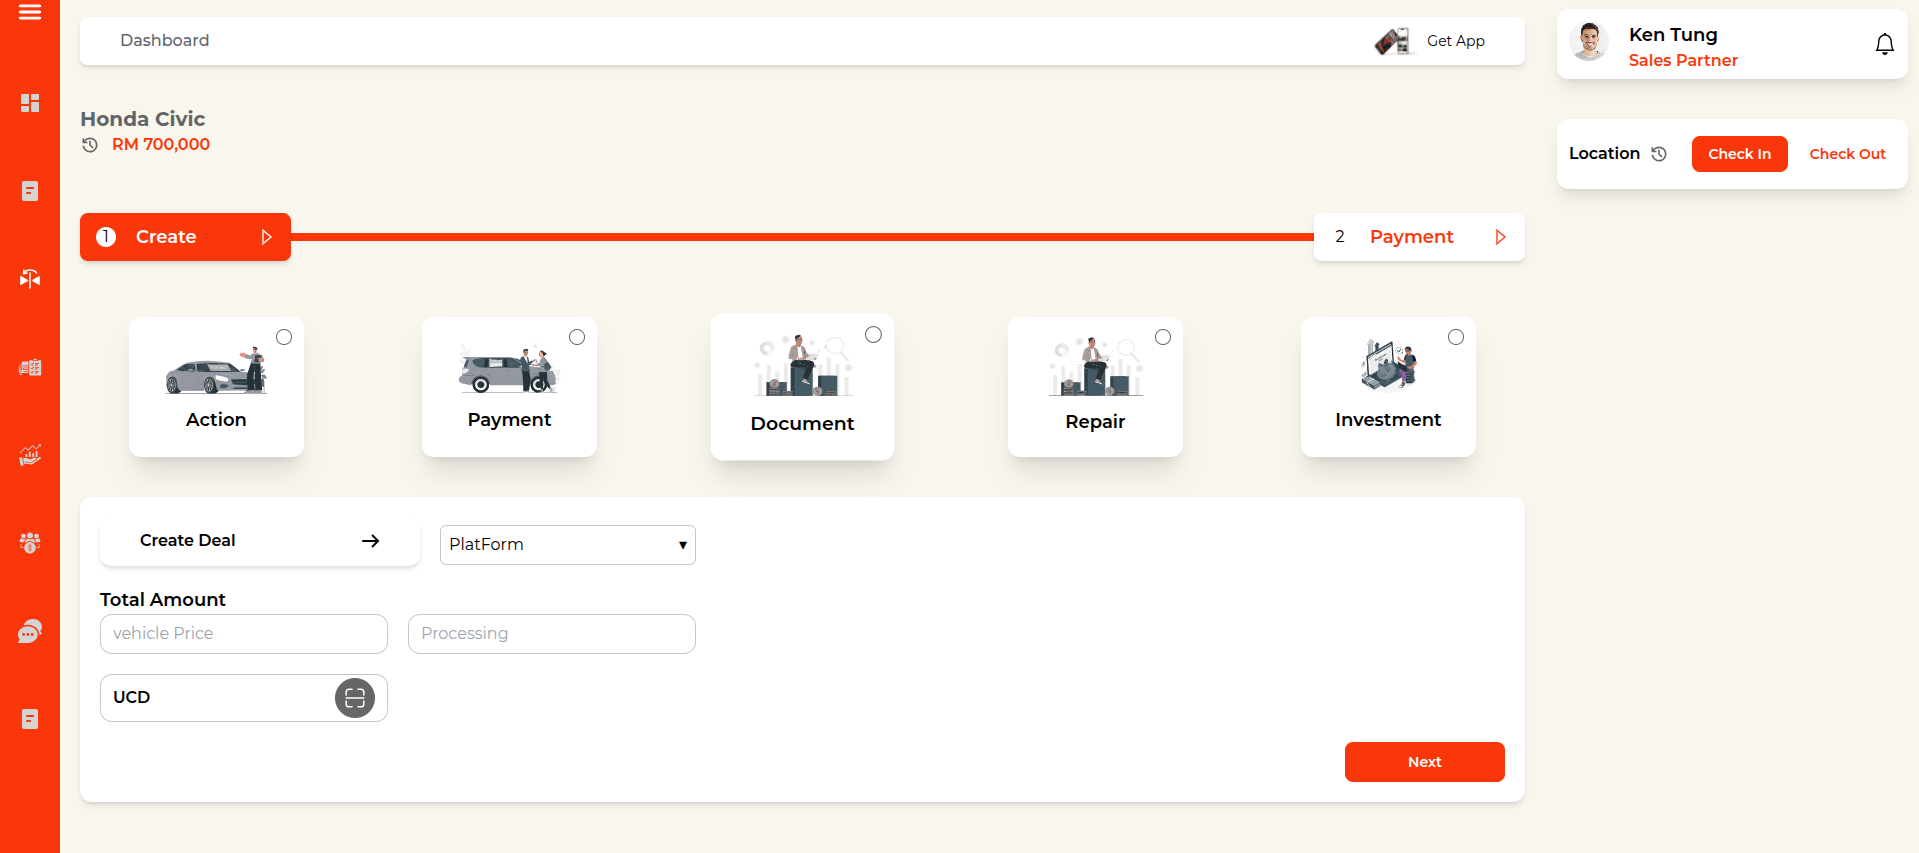 Dashboard
Get App
Ken Tung
Sales Partner
Honda Civic
RM 700,000
Location
Check In
Check Out
1
Create
2
Payment
Action
Payment
Document
Repair
Investment
Create Deal
PlatForm
Total Amount
vehicle Price
Processing
UCD
Next